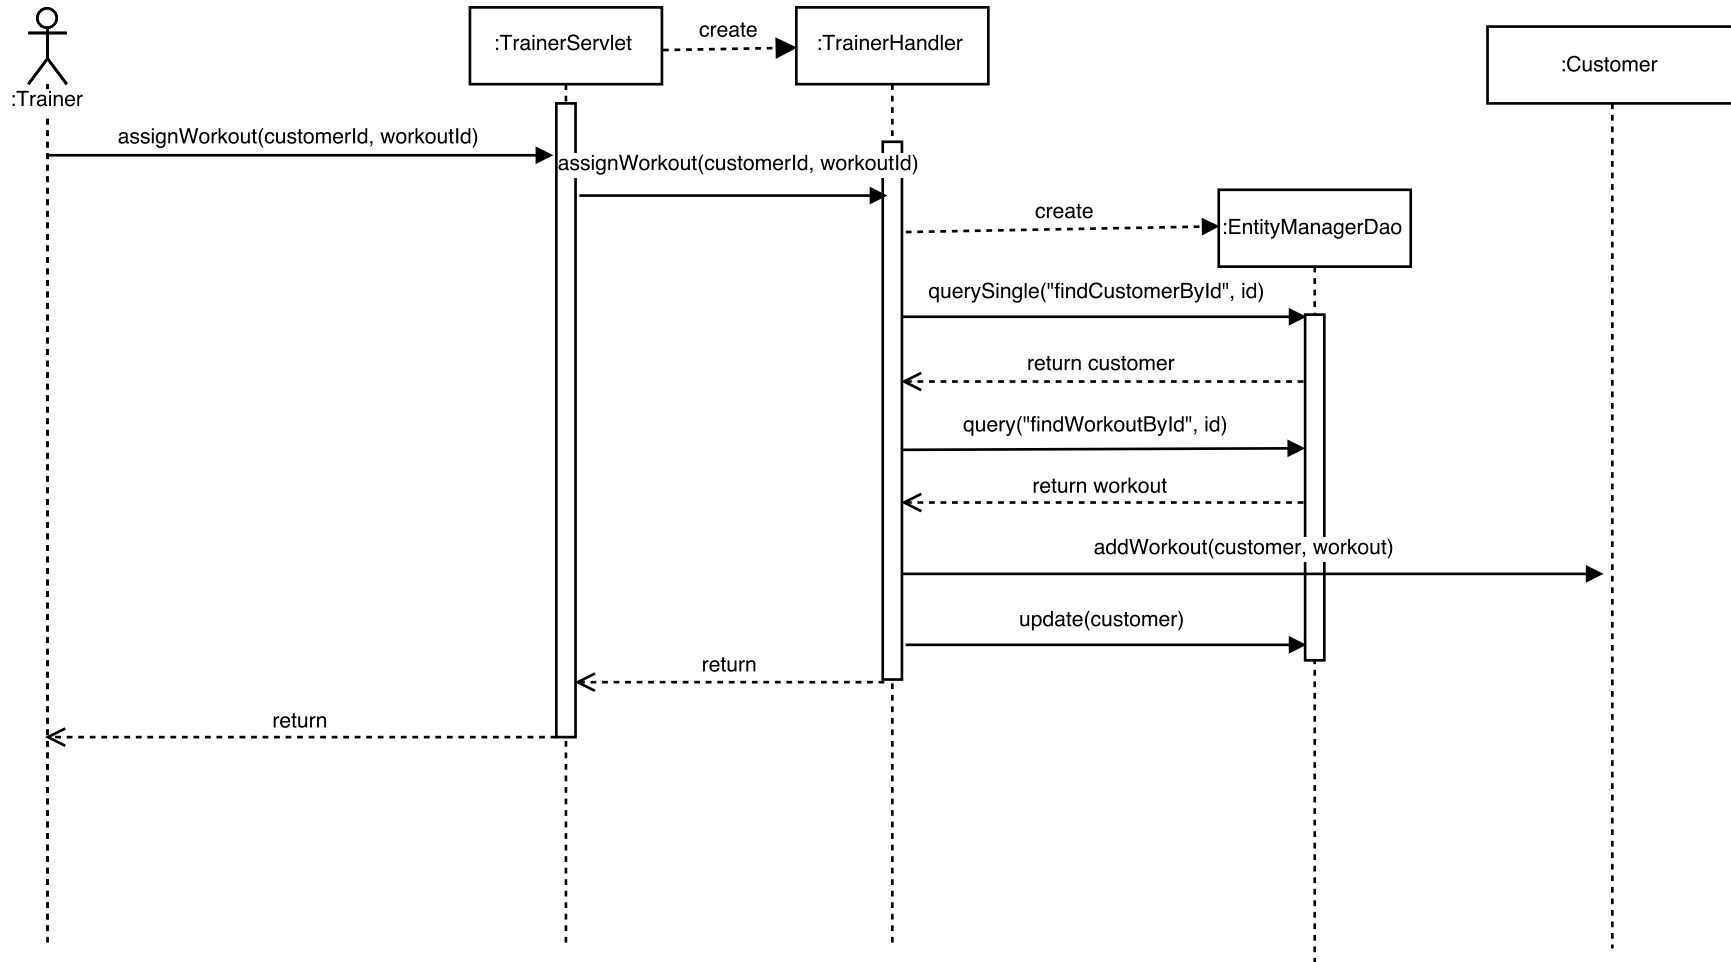 :Trainer
:TrainerServlet
create
:TrainerHandler
:Customer
assignWorkout(customerId, workoutId)
assignWorkout(customerId, workoutId)
create
:EntityManagerDao
querySingle("findCustomerById", id)
return customer
query("findWorkoutById", id)
return workout
addWorkout(customer, workout)
update(customer)
return
return